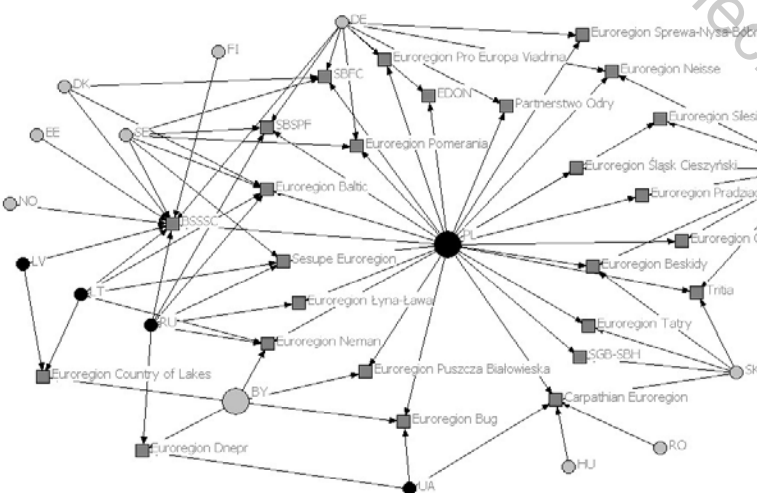 DE
Euroregion Sprewa-Nysa-Bóbr
FI
Euroregion Pro Europa Viadrina
Euroregion Neisse
SBFC
DK
EDON
Partnerstwo Odry
Euroregion Silesi
SBSPF
EE
SE
Euroregion Pomerania
Euroregion Śląsk Cieszyński
Euroregion Baltic
Euroregion Pradziad
NO
BSSSC
PL
Euroregion
LV
Sesupe Euroregion
Euroregion Beskidy
LT
Tritia
Euroregion Łyna-Ława
RU
Euroregion Tatry
Euroregion Neman
SGB-SBH
Euroregion Country of Lakes
Euroregion Puszcza Białowieska
SK
BY
Carpathian Euroregion
Euroregion Bug
Euroregion Dnepr
RO
HU
UA